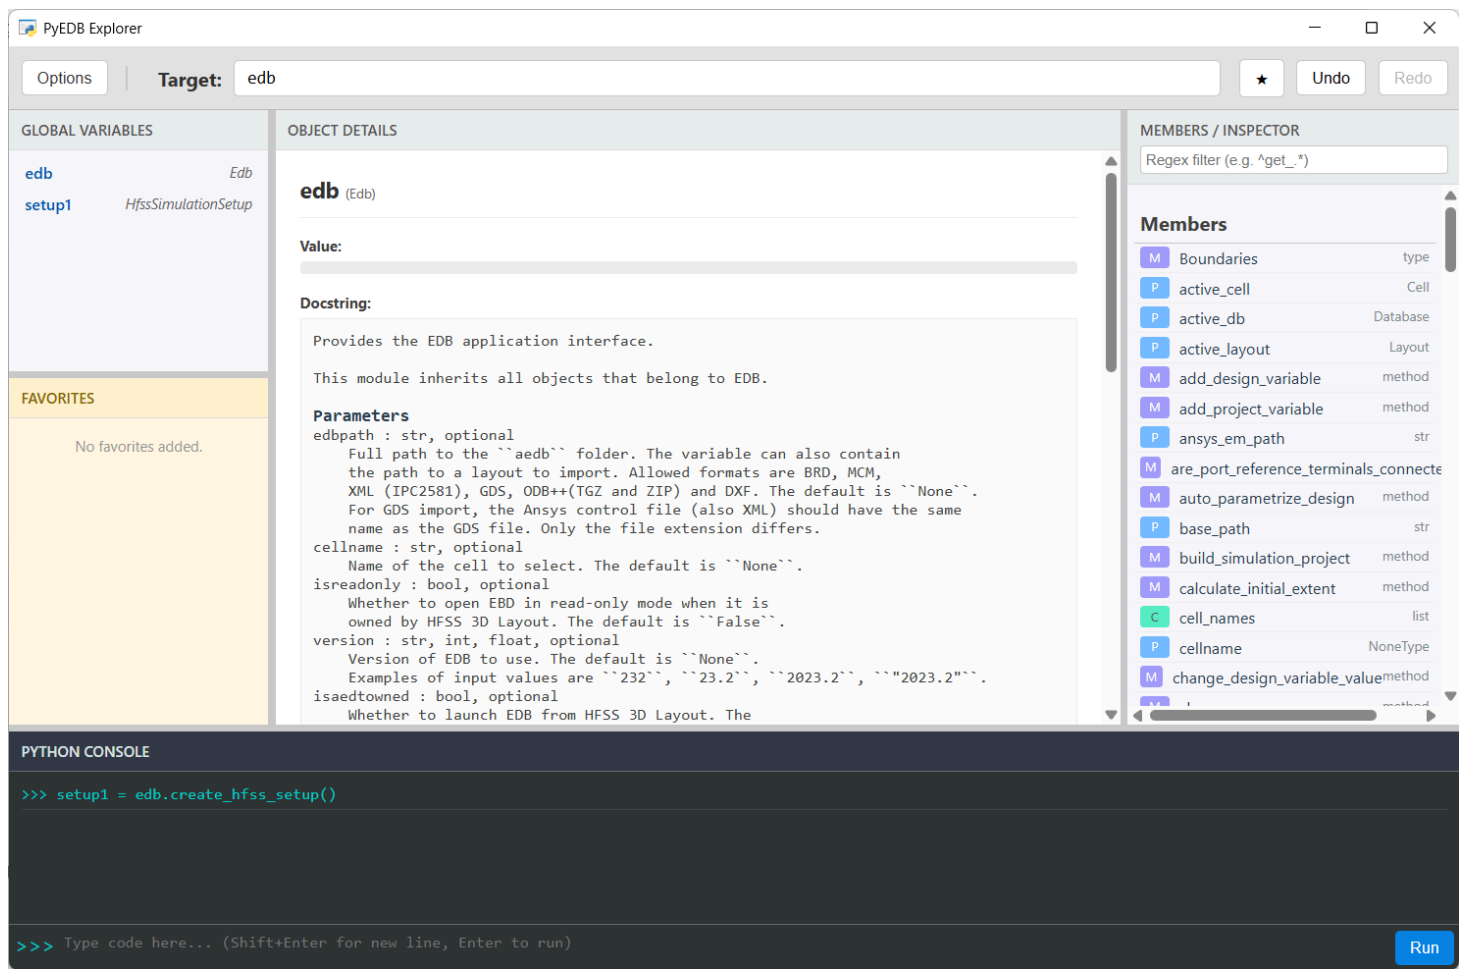 PyEDB Explorer
Options
Target:
edb
★
Undo
Redo
GLOBAL VARIABLES
edb Edb
setup1 HfssSimulationSetup
FAVORITES
No favorites added.
OBJECT DETAILS
edb (Edb)
Value:
Docstring:
Provides the EDB application interface.
This module inherits all objects that belong to EDB.
Parameters
edbpath : str, optional
Full path to the ``aedb`` folder. The variable can also contain
the path to a layout to import. Allowed formats are BRD, MCM,
XML (IPC2581), GDS, ODB++(TGZ and ZIP) and DXF. The default is ``None``.
For GDS import, the Ansys control file (also XML) should have the same
name as the GDS file. Only the file extension differs.
cellname : str, optional
Name of the cell to select. The default is ``None``.
isreadonly : bool, optional
Whether to open EBD in read-only mode when it is
owned by HFSS 3D Layout. The default is ``False``.
version : str, int, float, optional
Version of EDB to use. The default is ``None``.
Examples of input values are ``232``, ``23.2``, ``2023.2``, ``"2023.2"``.
isaedtowned : bool, optional
Whether to launch EDB from HFSS 3D Layout. The
MEMBERS / INSPECTOR
Regex filter (e.g. ^get_.*)
Members
M Boundaries type
P active_cell Cell
P active_db Database
P active_layout Layout
M add_design_variable method
M add_project_variable method
P ansys_em_path str
M are_port_reference_terminals_connecte
M auto_parametrize_design method
P base_path str
M build_simulation_project method
M calculate_initial_extent method
C cell_names list
P cellname NoneType
M change_design_variable_value method
PYTHON CONSOLE
>>> setup1 = edb.create_hfss_setup()
>>> Type code here... (Shift+Enter for new line, Enter to run)
Run